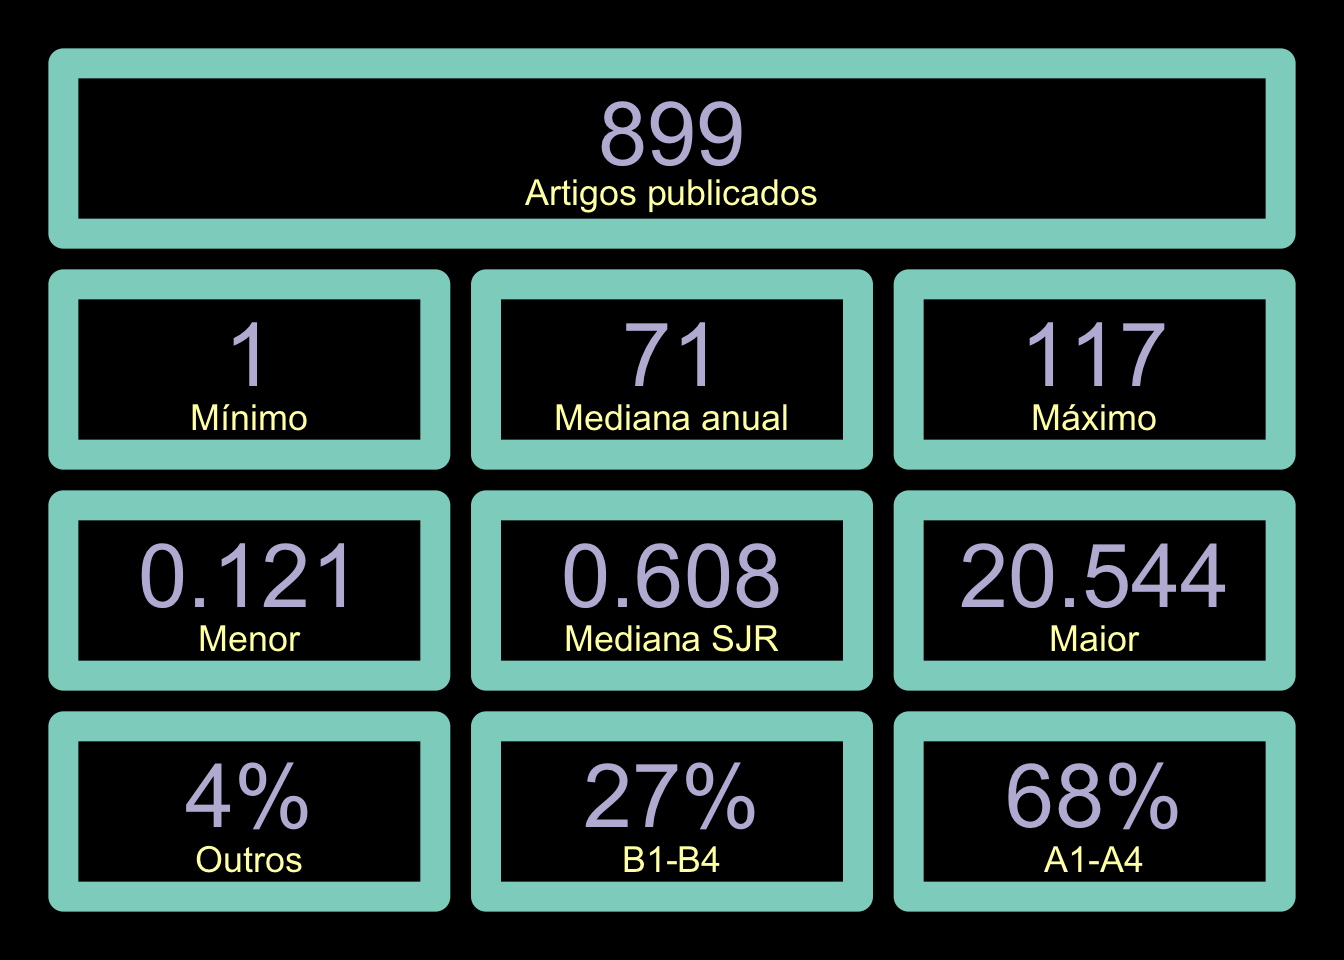 899
Artigos publicados
1
Mínimo
71
Mediana anual
117
Máximo
0.121
Menor
0.608
Mediana SJR
20.544
Maior
4%
Outros
27%
B1-B4
68%
A1-A4